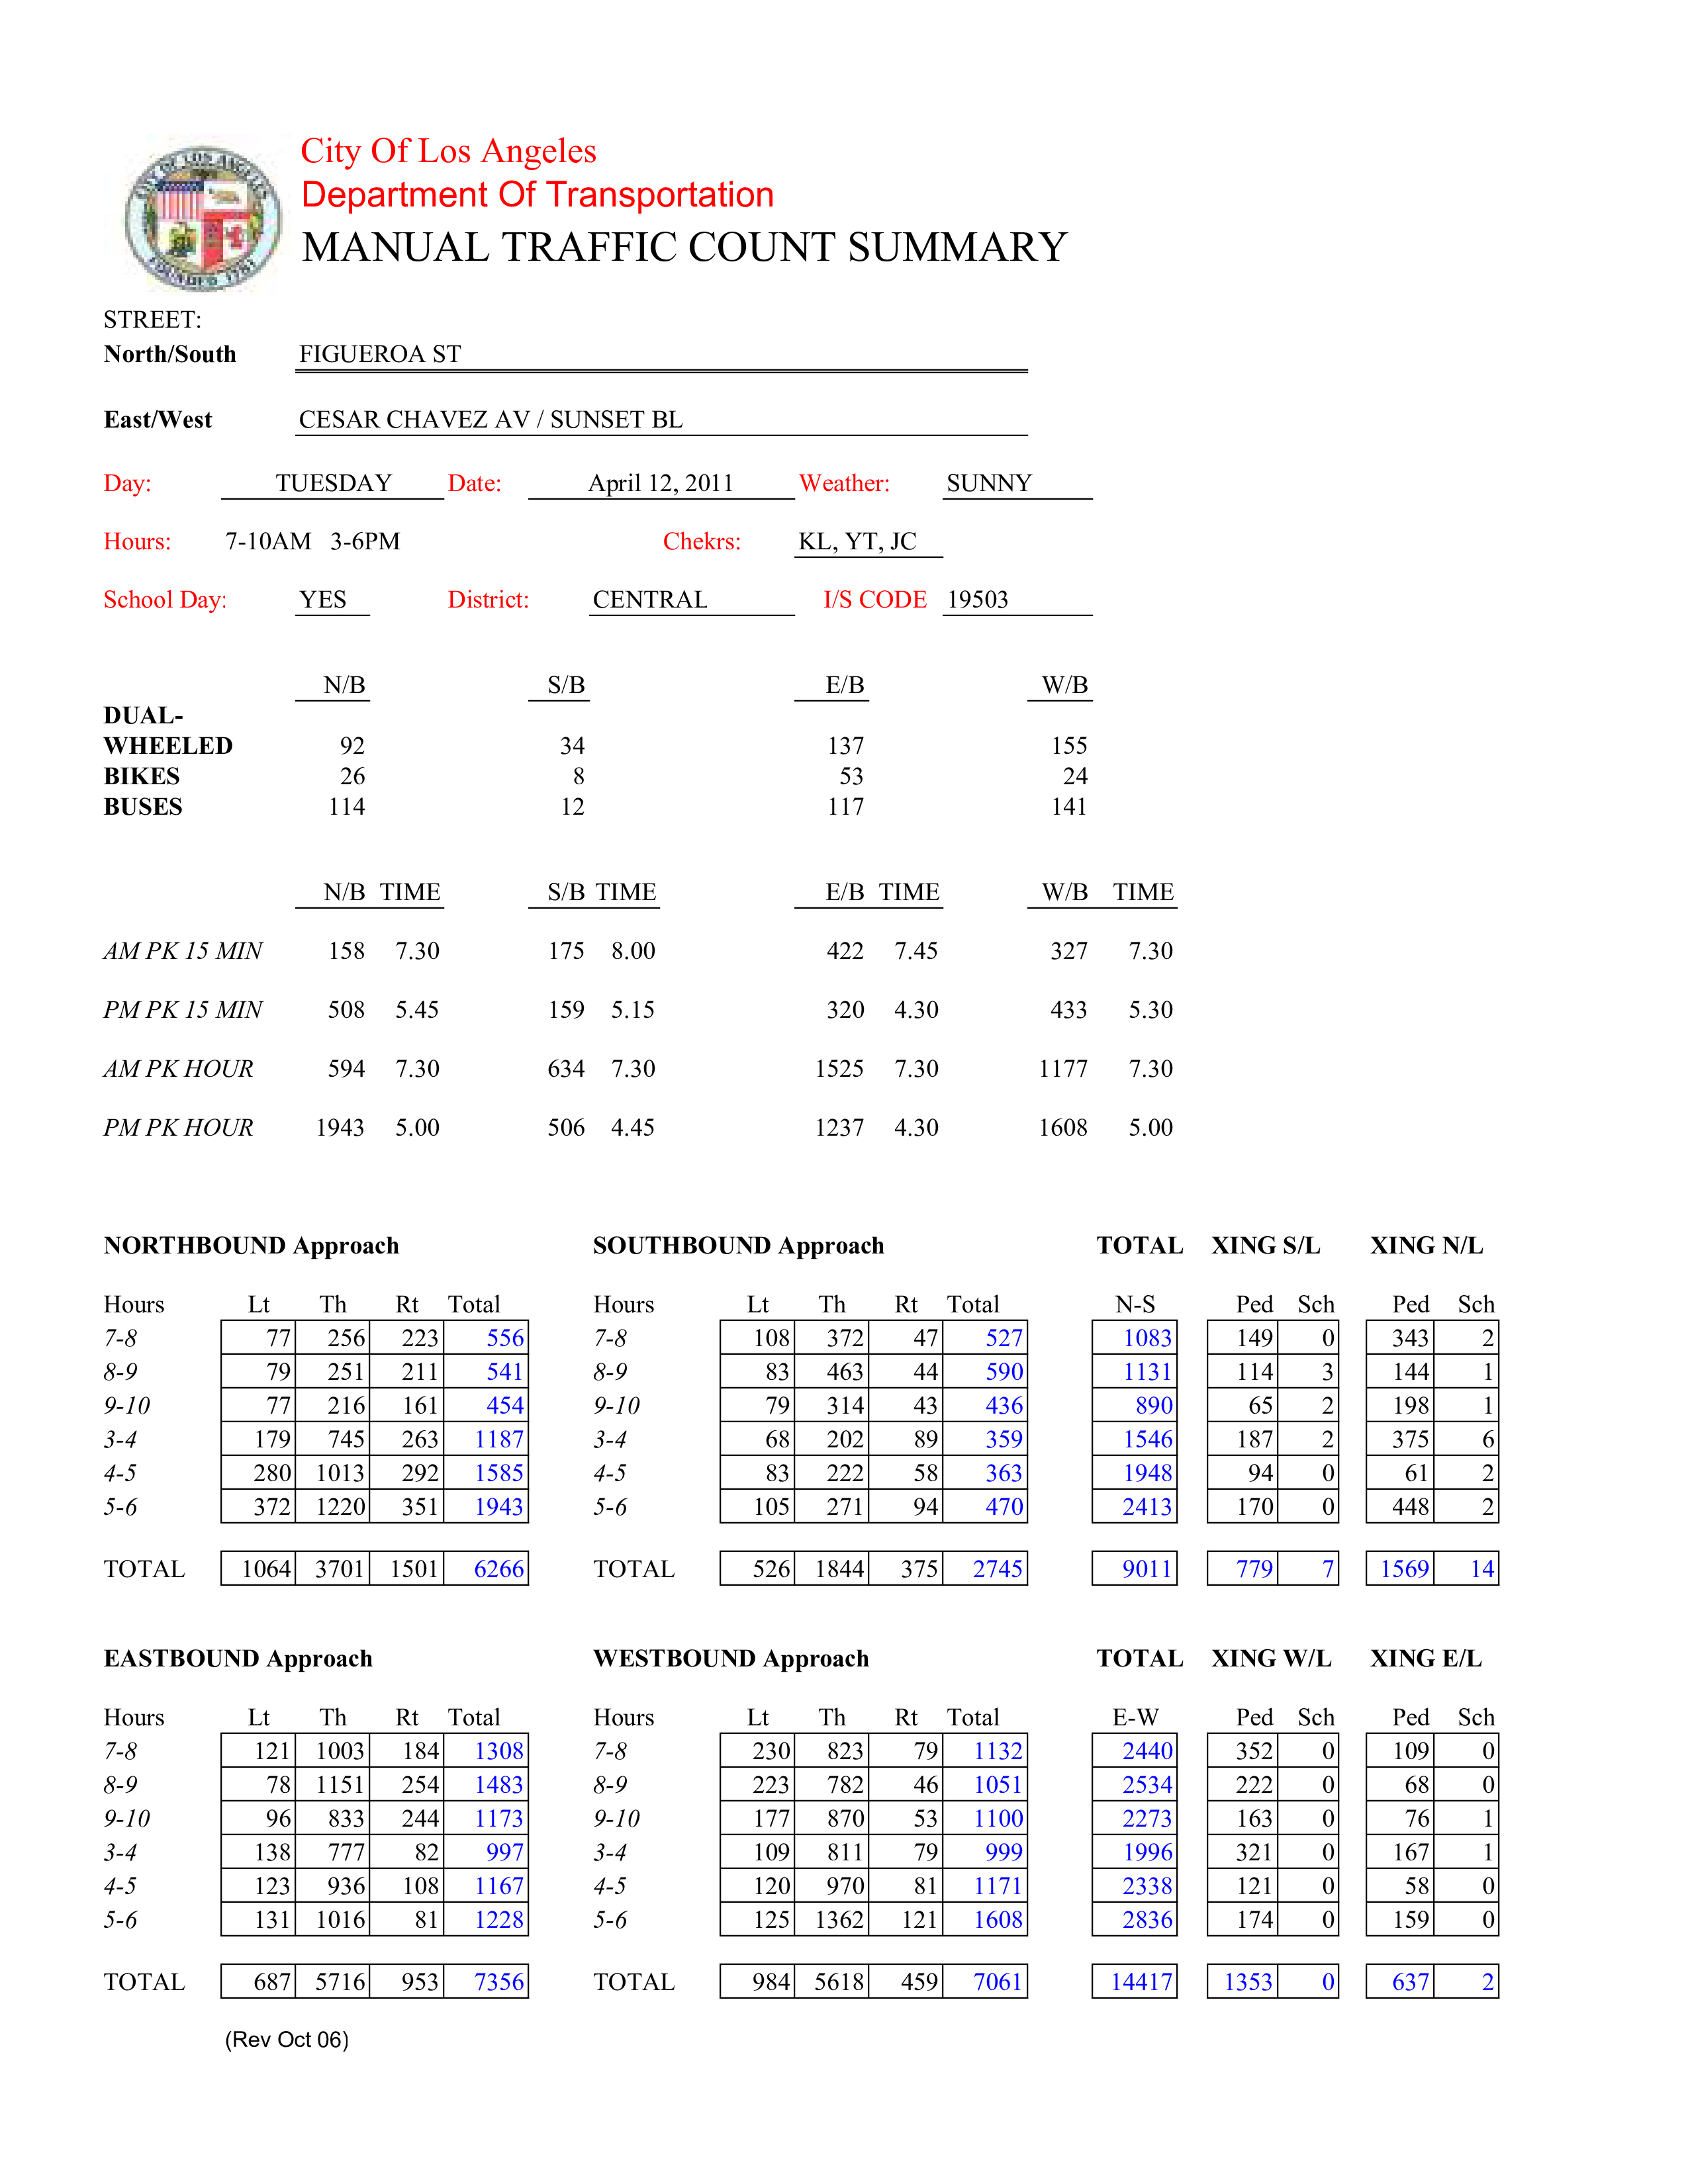 CITY OF LOS ANGELES
FOUNDED 1781
City Of Los Angeles
Department Of Transportation
MANUAL TRAFFIC COUNT SUMMARY
STREET:
North/South FIGUEROA ST
East/West CESAR CHAVEZ AV / SUNSET BL
Day: TUESDAY Date: April 12, 2011 Weather: SUNNY
Hours: 7-10AM 3-6PM Chekrs: KL, YT, JC
School Day: YES District: CENTRAL I/S CODE 19503
N/B S/B E/B W/B
DUAL-
WHEELED 92 34 137 155
BIKES 26 8 53 24
BUSES 114 12 117 141
N/B TIME S/B TIME E/B TIME W/B TIME
AM PK 15 MIN 158 7.30 175 8.00 422 7.45 327 7.30
PM PK 15 MIN 508 5.45 159 5.15 320 4.30 433 5.30
AM PK HOUR 594 7.30 634 7.30 1525 7.30 1177 7.30
PM PK HOUR 1943 5.00 506 4.45 1237 4.30 1608 5.00
NORTHBOUND Approach SOUTHBOUND Approach TOTAL XING S/L XING N/L
Hours Lt Th Rt Total Hours Lt Th Rt Total N-S Ped Sch Ped Sch
7-8 77 256 223 556 7-8 108 372 47 527 1083 149 0 343 2
8-9 79 251 211 541 8-9 83 463 44 590 1131 114 3 144 1
9-10 77 216 161 454 9-10 79 314 43 436 890 65 2 198 1
3-4 179 745 263 1187 3-4 68 202 89 359 1546 187 2 375 6
4-5 280 1013 292 1585 4-5 83 222 58 363 1948 94 0 61 2
5-6 372 1220 351 1943 5-6 105 271 94 470 2413 170 0 448 2
TOTAL 1064 3701 1501 6266 TOTAL 526 1844 375 2745 9011 779 7 1569 14
EASTBOUND Approach WESTBOUND Approach TOTAL XING W/L XING E/L
Hours Lt Th Rt Total Hours Lt Th Rt Total E-W Ped Sch Ped Sch
7-8 121 1003 184 1308 7-8 230 823 79 1132 2440 352 0 109 0
8-9 78 1151 254 1483 8-9 223 782 46 1051 2534 222 0 68 0
9-10 96 833 244 1173 9-10 177 870 53 1100 2273 163 0 76 1
3-4 138 777 82 997 3-4 109 811 79 999 1996 321 0 167 1
4-5 123 936 108 1167 4-5 120 970 81 1171 2338 121 0 58 0
5-6 131 1016 81 1228 5-6 125 1362 121 1608 2836 174 0 159 0
TOTAL 687 5716 953 7356 TOTAL 984 5618 459 7061 14417 1353 0 637 2
(Rev Oct 06)